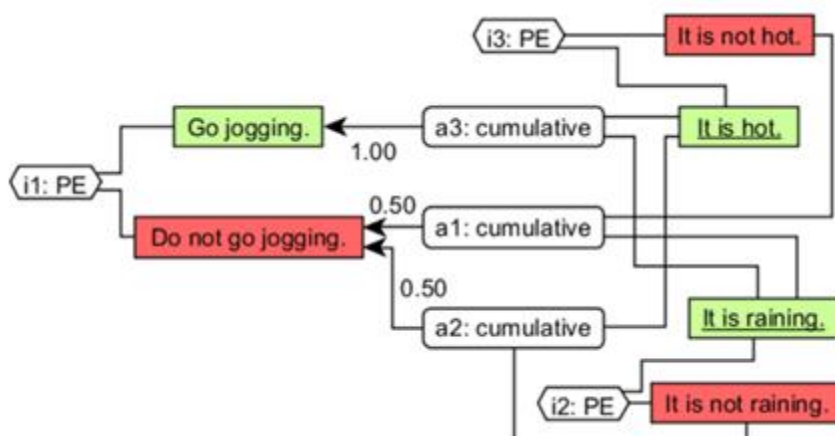 i3: PE
It is not hot.
Go jogging.
a3: cumulative
It is hot.
1.00
i1: PE
0.50
a1: cumulative
Do not go jogging.
0.50
It is raining.
a2: cumulative
i2: PE
It is not raining.